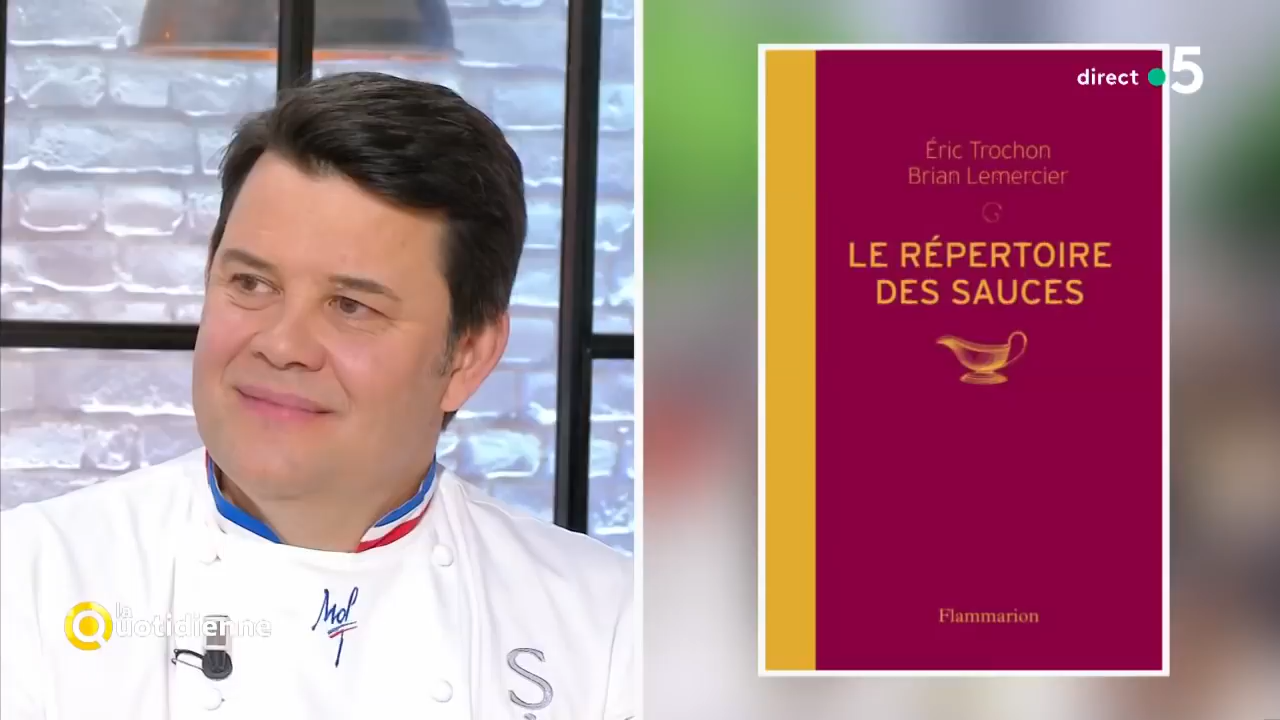 direct 5
Éric Trochon
Brian Lemercier
LE RÉPERTOIRE
DES SAUCES
Flammarion
la
Quotidienne
MOF
S